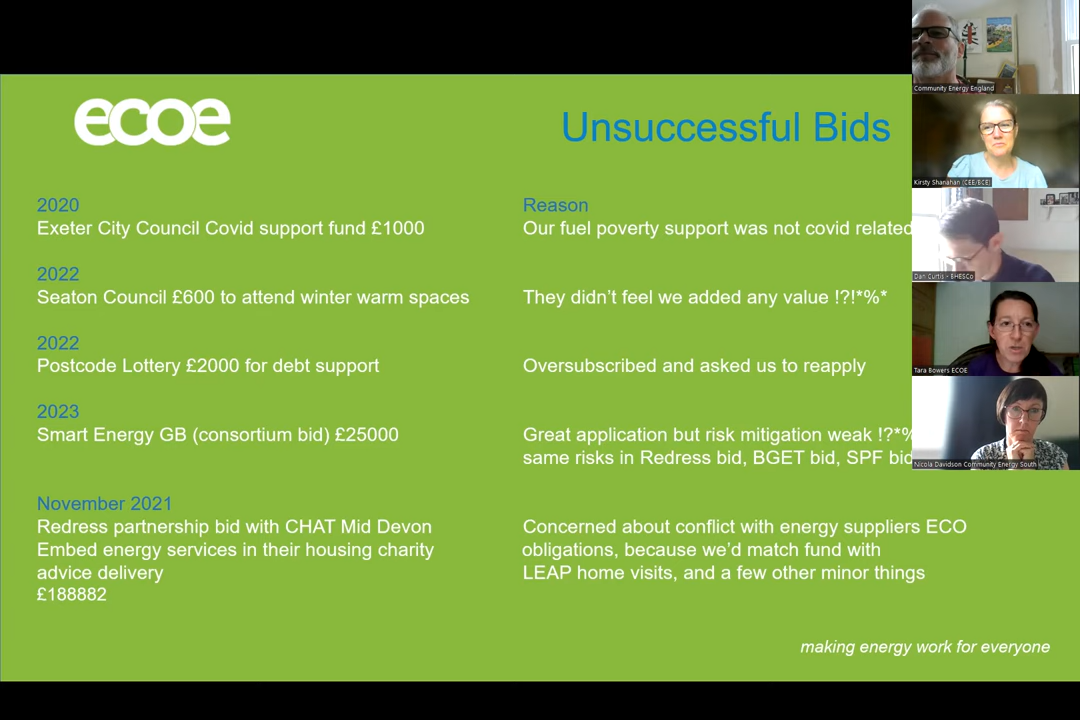 ecoe
Unsuccessful Bids
2020
Exeter City Council Covid support fund £1000
Reason
Our fuel poverty support was not covid related
2022
Seaton Council £600 to attend winter warm spaces
They didn't feel we added any value !?!*%*
2022
Postcode Lottery £2000 for debt support
Oversubscribed and asked us to reapply
2023
Smart Energy GB (consortium bid) £25000
Great application but risk mitigation weak !?*%
same risks in Redress bid, BGET bid, SPF bid
November 2021
Redress partnership bid with CHAT Mid Devon
Embed energy services in their housing charity
advice delivery
£188882
Concerned about conflict with energy suppliers ECO
obligations, because we'd match fund with
LEAP home visits, and a few other minor things
making energy work for everyone
Community Energy England
Kirsty Shanahan (CEE/BCE)
Dan Curtis - BHESCo
Tara Bowers ECOE
Nicola Davidson Community Energy South